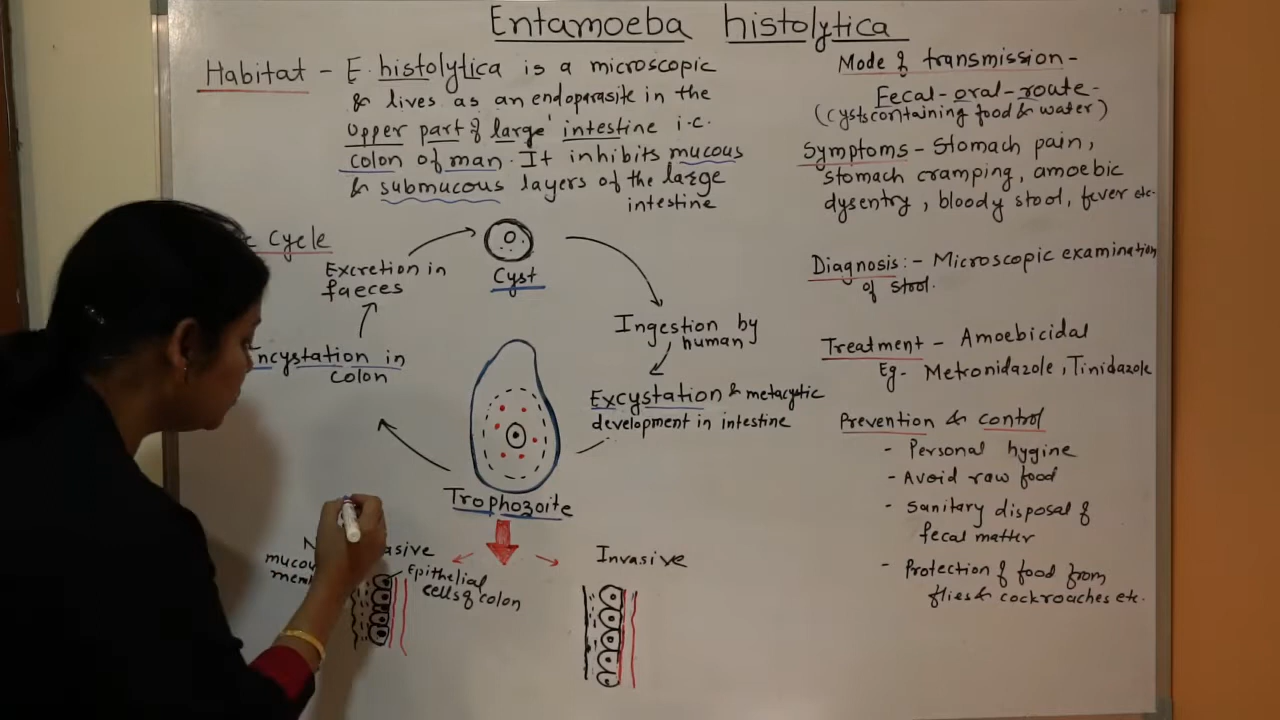 Entamoeba histolytica
Habitat - E. histolytica is a microscopic
& lives as an endoparasite in the
upper part of large intestine i.e.
colon of man. It inhibits mucous
& submucous layers of the large
intestine
Cycle
Excretion in
faeces
Cyst
Ingestion by
human
Encystation in
colon
Excystation & metacystic
development in intestine
Trophozoite
Invasive
Epithelial
cells of colon
Mode of transmission -
Fecal-oral-route-
(cysts containing food & water)
Symptoms - Stomach pain,
stomach cramping, amoebic
dysentry, bloody stool, fever etc.
Diagnosis:- Microscopic examination
of stool.
Treatment - Amoebicidal
Eg- Metronidazole, Tinidazole
Prevention & control
- Personal hygine
- Avoid raw food
- Sanitary disposal of
fecal matter
- Protection of food from
flies & cockroaches etc.